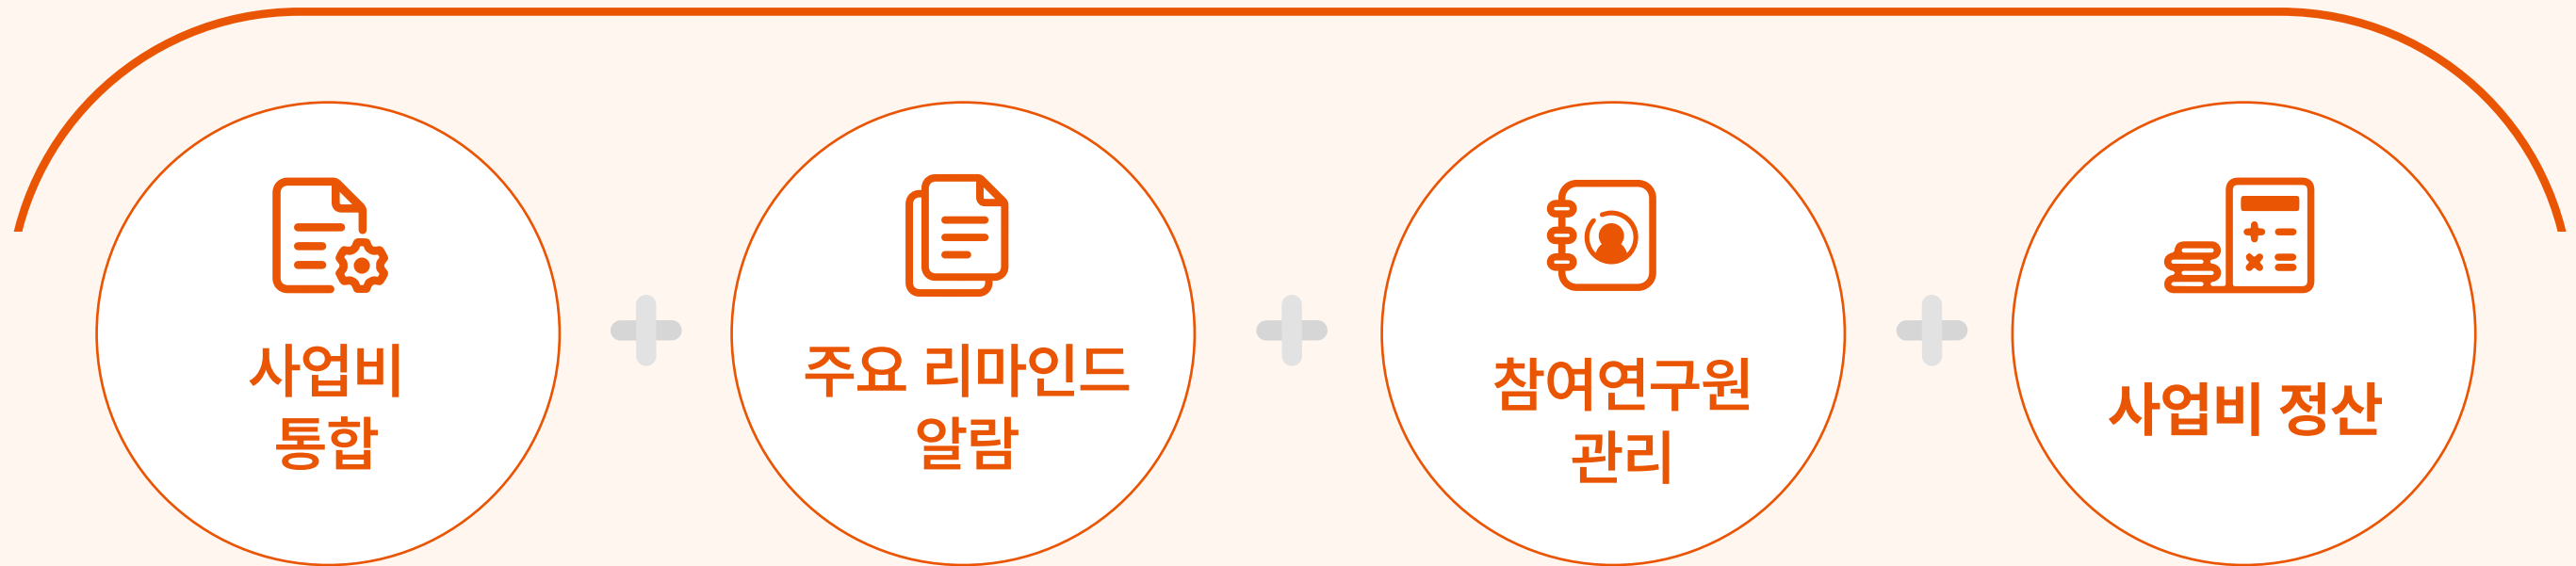 사업비
통합
주요 리마인드
알람
참여연구원
관리
사업비 정산